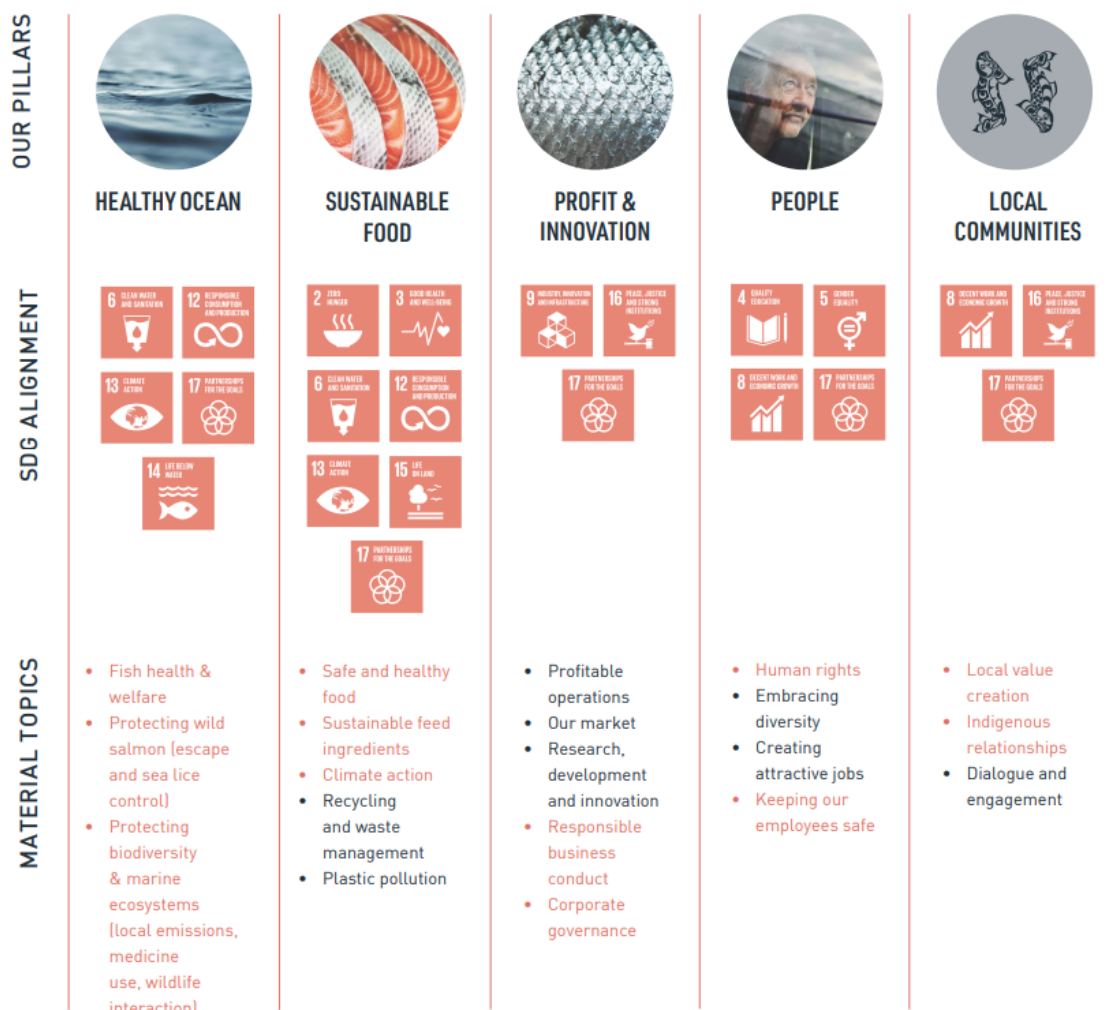 OUR PILLARS
HEALTHY OCEAN
SUSTAINABLE
FOOD
PROFIT &
INNOVATION
PEOPLE
LOCAL
COMMUNITIES
SDG ALIGNMENT
6 CLEAN WATER
AND SANITATION
12 RESPONSIBLE
CONSUMPTION
AND PRODUCTION
13 CLIMATE
ACTION
17 PARTNERSHIPS
FOR THE GOALS
14 LIFE BELOW
WATER
2 ZERO
HUNGER
3 GOOD HEALTH
AND WELL-BEING
6 CLEAN WATER
AND SANITATION
12 RESPONSIBLE
CONSUMPTION
AND PRODUCTION
13 CLIMATE
ACTION
15 LIFE
ON LAND
17 PARTNERSHIPS
FOR THE GOALS
9 INDUSTRY, INNOVATION
AND INFRASTRUCTURE
16 PEACE, JUSTICE
AND STRONG
INSTITUTIONS
17 PARTNERSHIPS
FOR THE GOALS
4 QUALITY
EDUCATION
5 GENDER
EQUALITY
8 DECENT WORK AND
ECONOMIC GROWTH
17 PARTNERSHIPS
FOR THE GOALS
8 DECENT WORK AND
ECONOMIC GROWTH
16 PEACE, JUSTICE
AND STRONG
INSTITUTIONS
17 PARTNERSHIPS
FOR THE GOALS
MATERIAL TOPICS
• Fish health &
welfare
• Protecting wild
salmon (escape
and sea lice
control)
• Protecting
biodiversity
& marine
ecosystems
(local emissions,
medicine
use, wildlife
interaction)
• Safe and healthy
food
• Sustainable feed
ingredients
• Climate action
• Recycling
and waste
management
• Plastic pollution
• Profitable
operations
• Our market
• Research,
development
and innovation
• Responsible
business
conduct
• Corporate
governance
• Human rights
• Embracing
diversity
• Creating
attractive jobs
• Keeping our
employees safe
• Local value
creation
• Indigenous
relationships
• Dialogue and
engagement